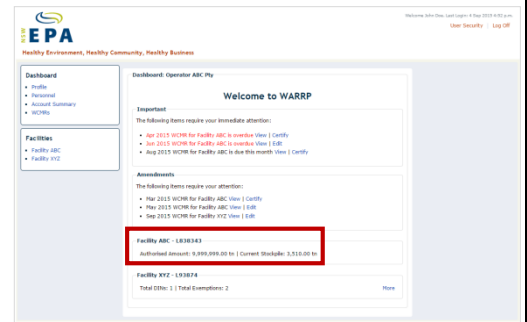 Welcome John Doe, Last Login: 4 Sep 2015 4:02 p.m.
User Security | Log Off
NSW
EPA
Healthy Environment, Healthy Community, Healthy Business
Dashboard
Profile
Personnel
Account Summary
WCMRs
Facilities
Facility ABC
Facility XYZ
Dashboard: Operator ABC Pty
Welcome to WARRP
Important
The following items require your immediate attention:
Apr 2015 WCMR for Facility ABC is overdue View | Certify
Jun 2015 WCMR for Facility ABC is overdue View | Edit
Aug 2015 WCMR for Facility ABC is due this month View | Certify
Amendments
The following items require your attention:
Mar 2015 WCMR for Facility ABC View | Certify
May 2015 WCMR for Facility ABC View | Edit
Sep 2015 WCMR for Facility XYZ View | Edit
Facility ABC - L838343
Authorised Amount: 9,999,999.00 tn | Current Stockpile: 3,510.00 tn
Facility XYZ - L93874
Total DINs: 1 | Total Exemptions: 2
More